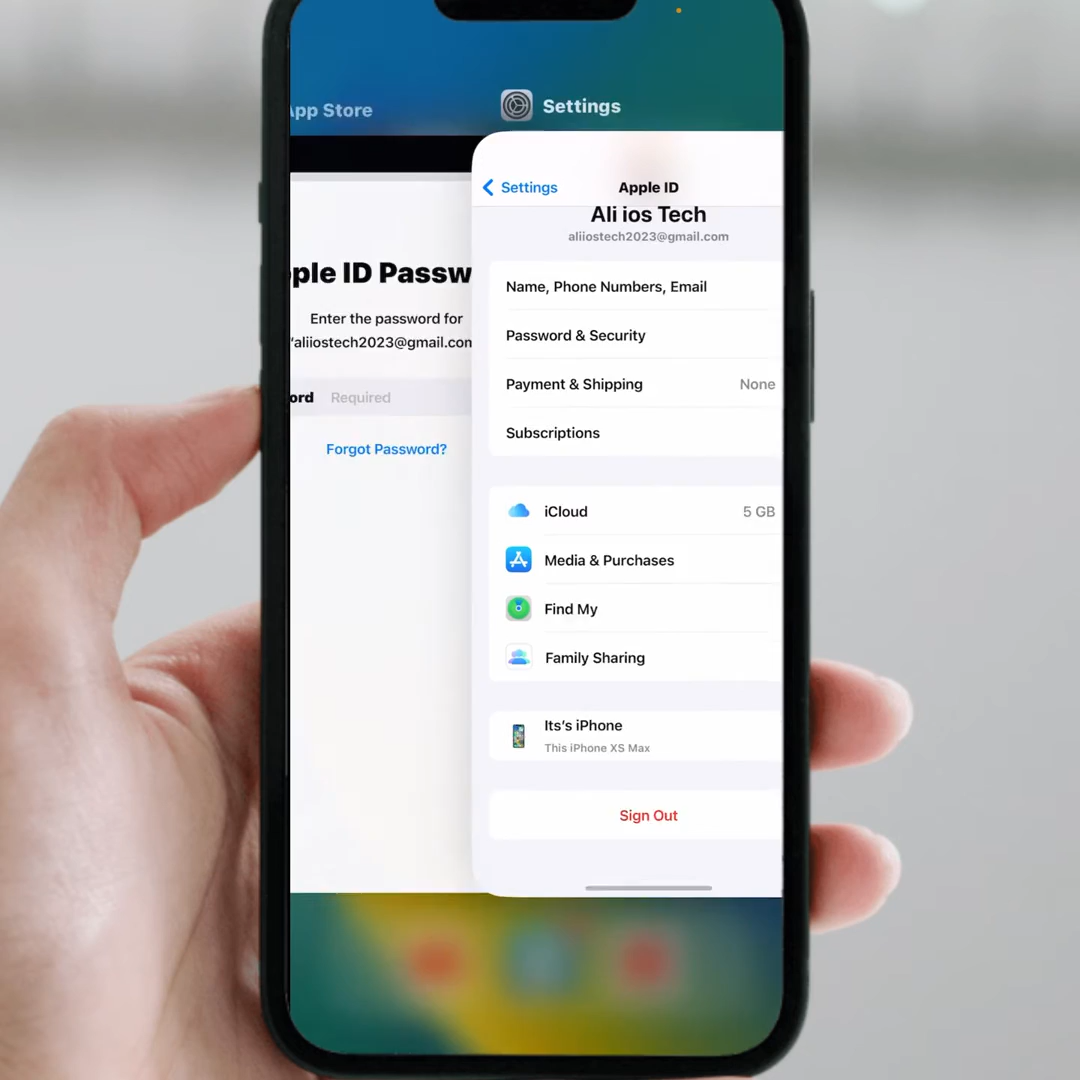 App Store
Settings
Settings
Apple ID
Ali ios Tech
aliiostech2023@gmail.com
ple ID Passw
Enter the password for
“aliiostech2023@gmail.com
ord Required
Forgot Password?
Name, Phone Numbers, Email
Password & Security
Payment & Shipping None
Subscriptions
iCloud 5 GB
Media & Purchases
Find My
Family Sharing
Its’s iPhone
This iPhone XS Max
Sign Out